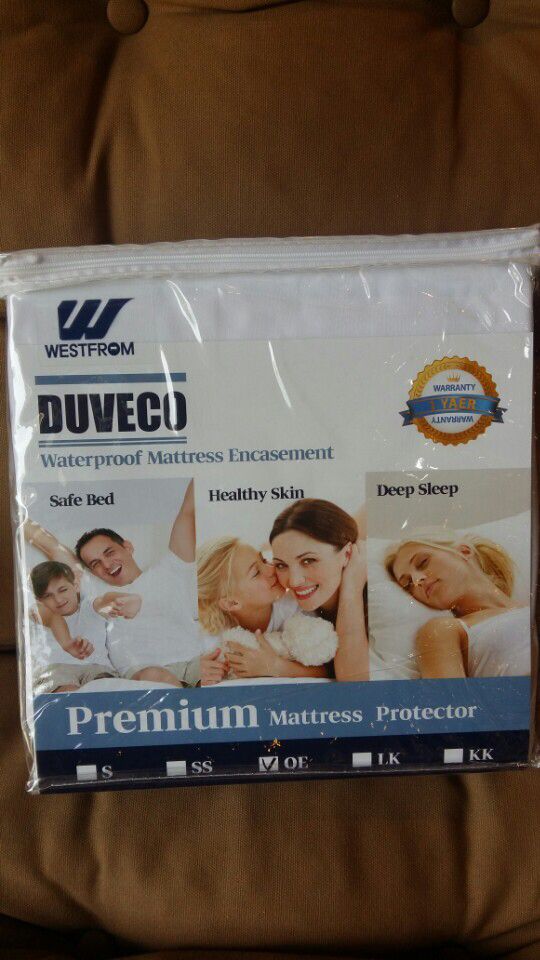 WESTFROM
DUVECO
Waterproof Mattress Encasement
WARRANTY
1 YAER
WARRANTY
Safe Bed
Healthy Skin
Deep Sleep
Premium Mattress Protector
S
SS
QE
LK
KK